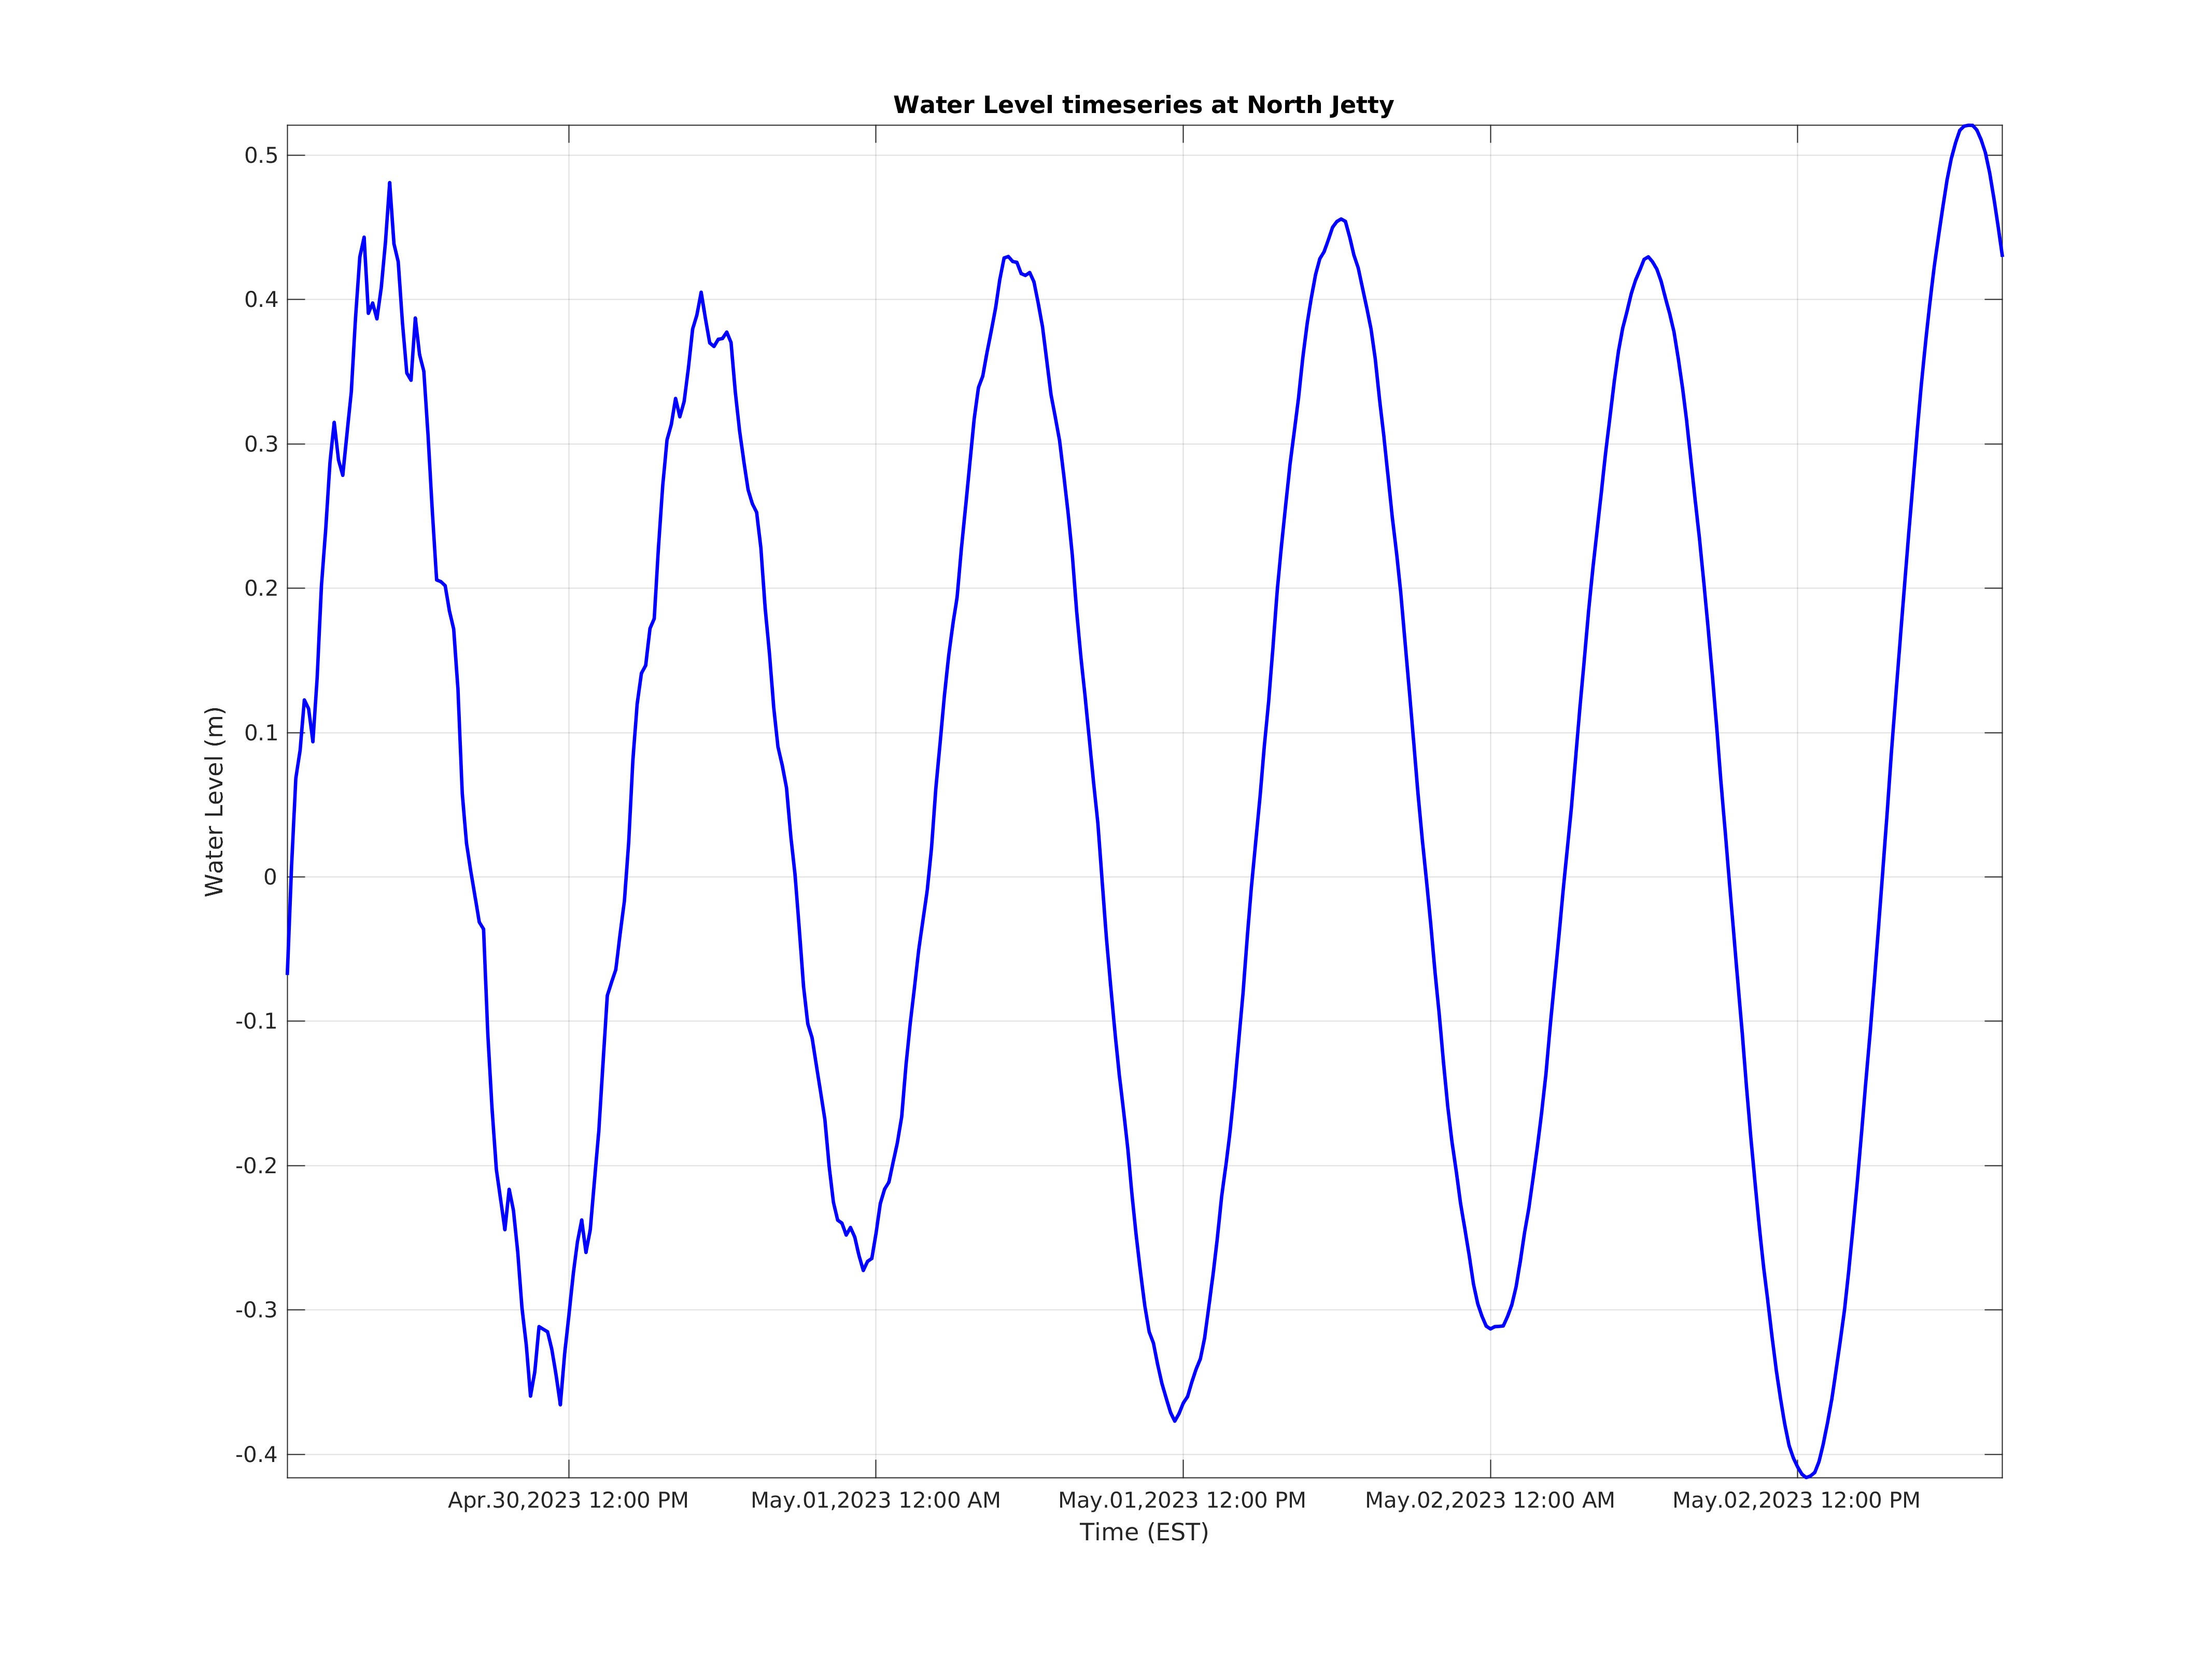 Water Level timeseries at North Jetty
0.5
0.4
0.3
0.2
0.1
0
-0.1
-0.2
-0.3
-0.4
Water Level (m)
Apr.30,2023 12:00 PM May.01,2023 12:00 AM May.01,2023 12:00 PM May.02,2023 12:00 AM May.02,2023 12:00 PM
Time (EST)